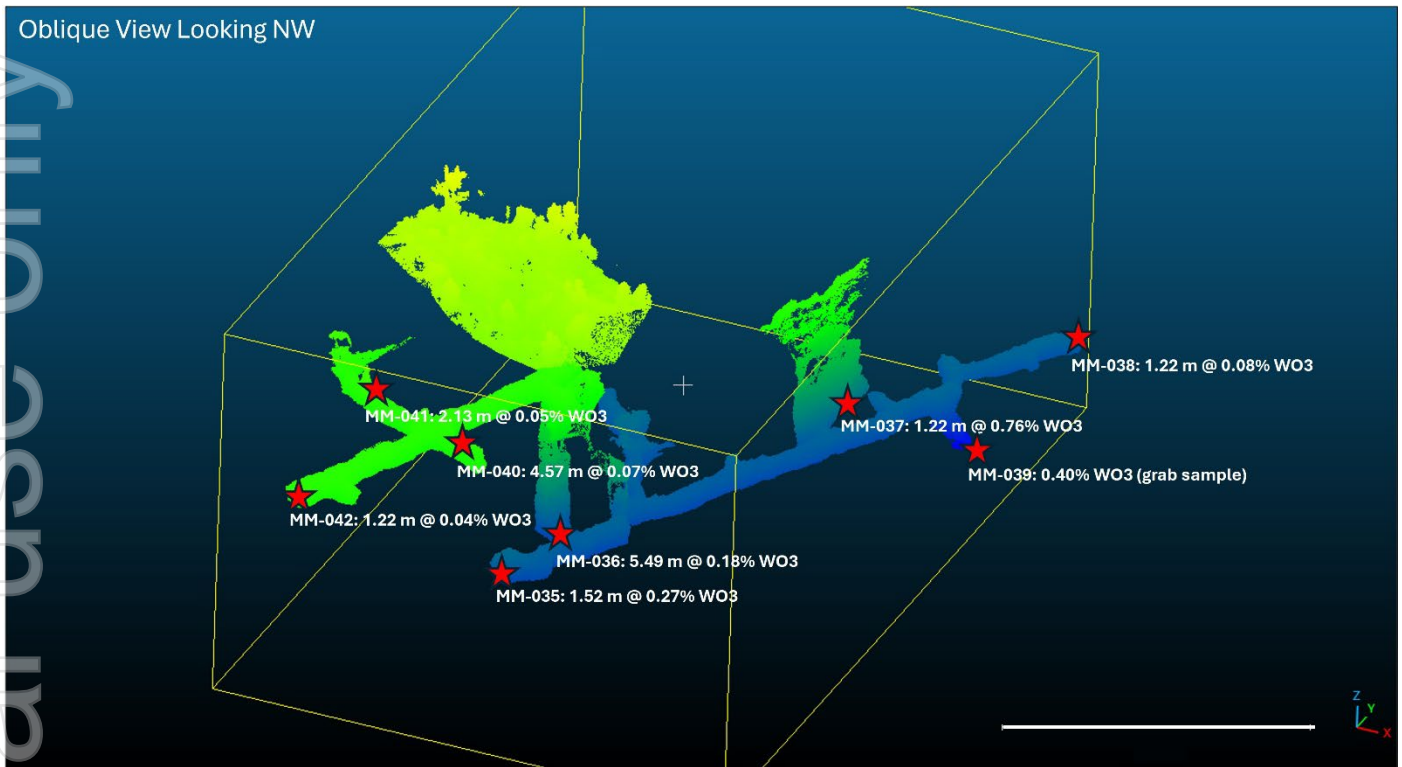 Oblique View Looking NW
MM-038: 1.22 m @ 0.08% WO3
MM-041: 2.13 m @ 0.05% WO3
MM-037: 1.22 m @ 0.76% WO3
MM-040: 4.57 m @ 0.07% WO3
MM-039: 0.40% WO3 (grab sample)
MM-042: 1.22 m @ 0.04% WO3
MM-036: 5.49 m @ 0.18% WO3
MM-035: 1.52 m @ 0.27% WO3
Z
Y
X
use only